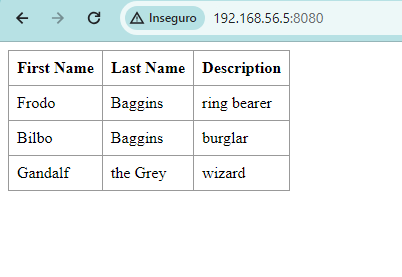 Inseguro 192.168.56.5:8080
First Name Last Name Description
Frodo Baggins ring bearer
Bilbo Baggins burglar
Gandalf the Grey wizard